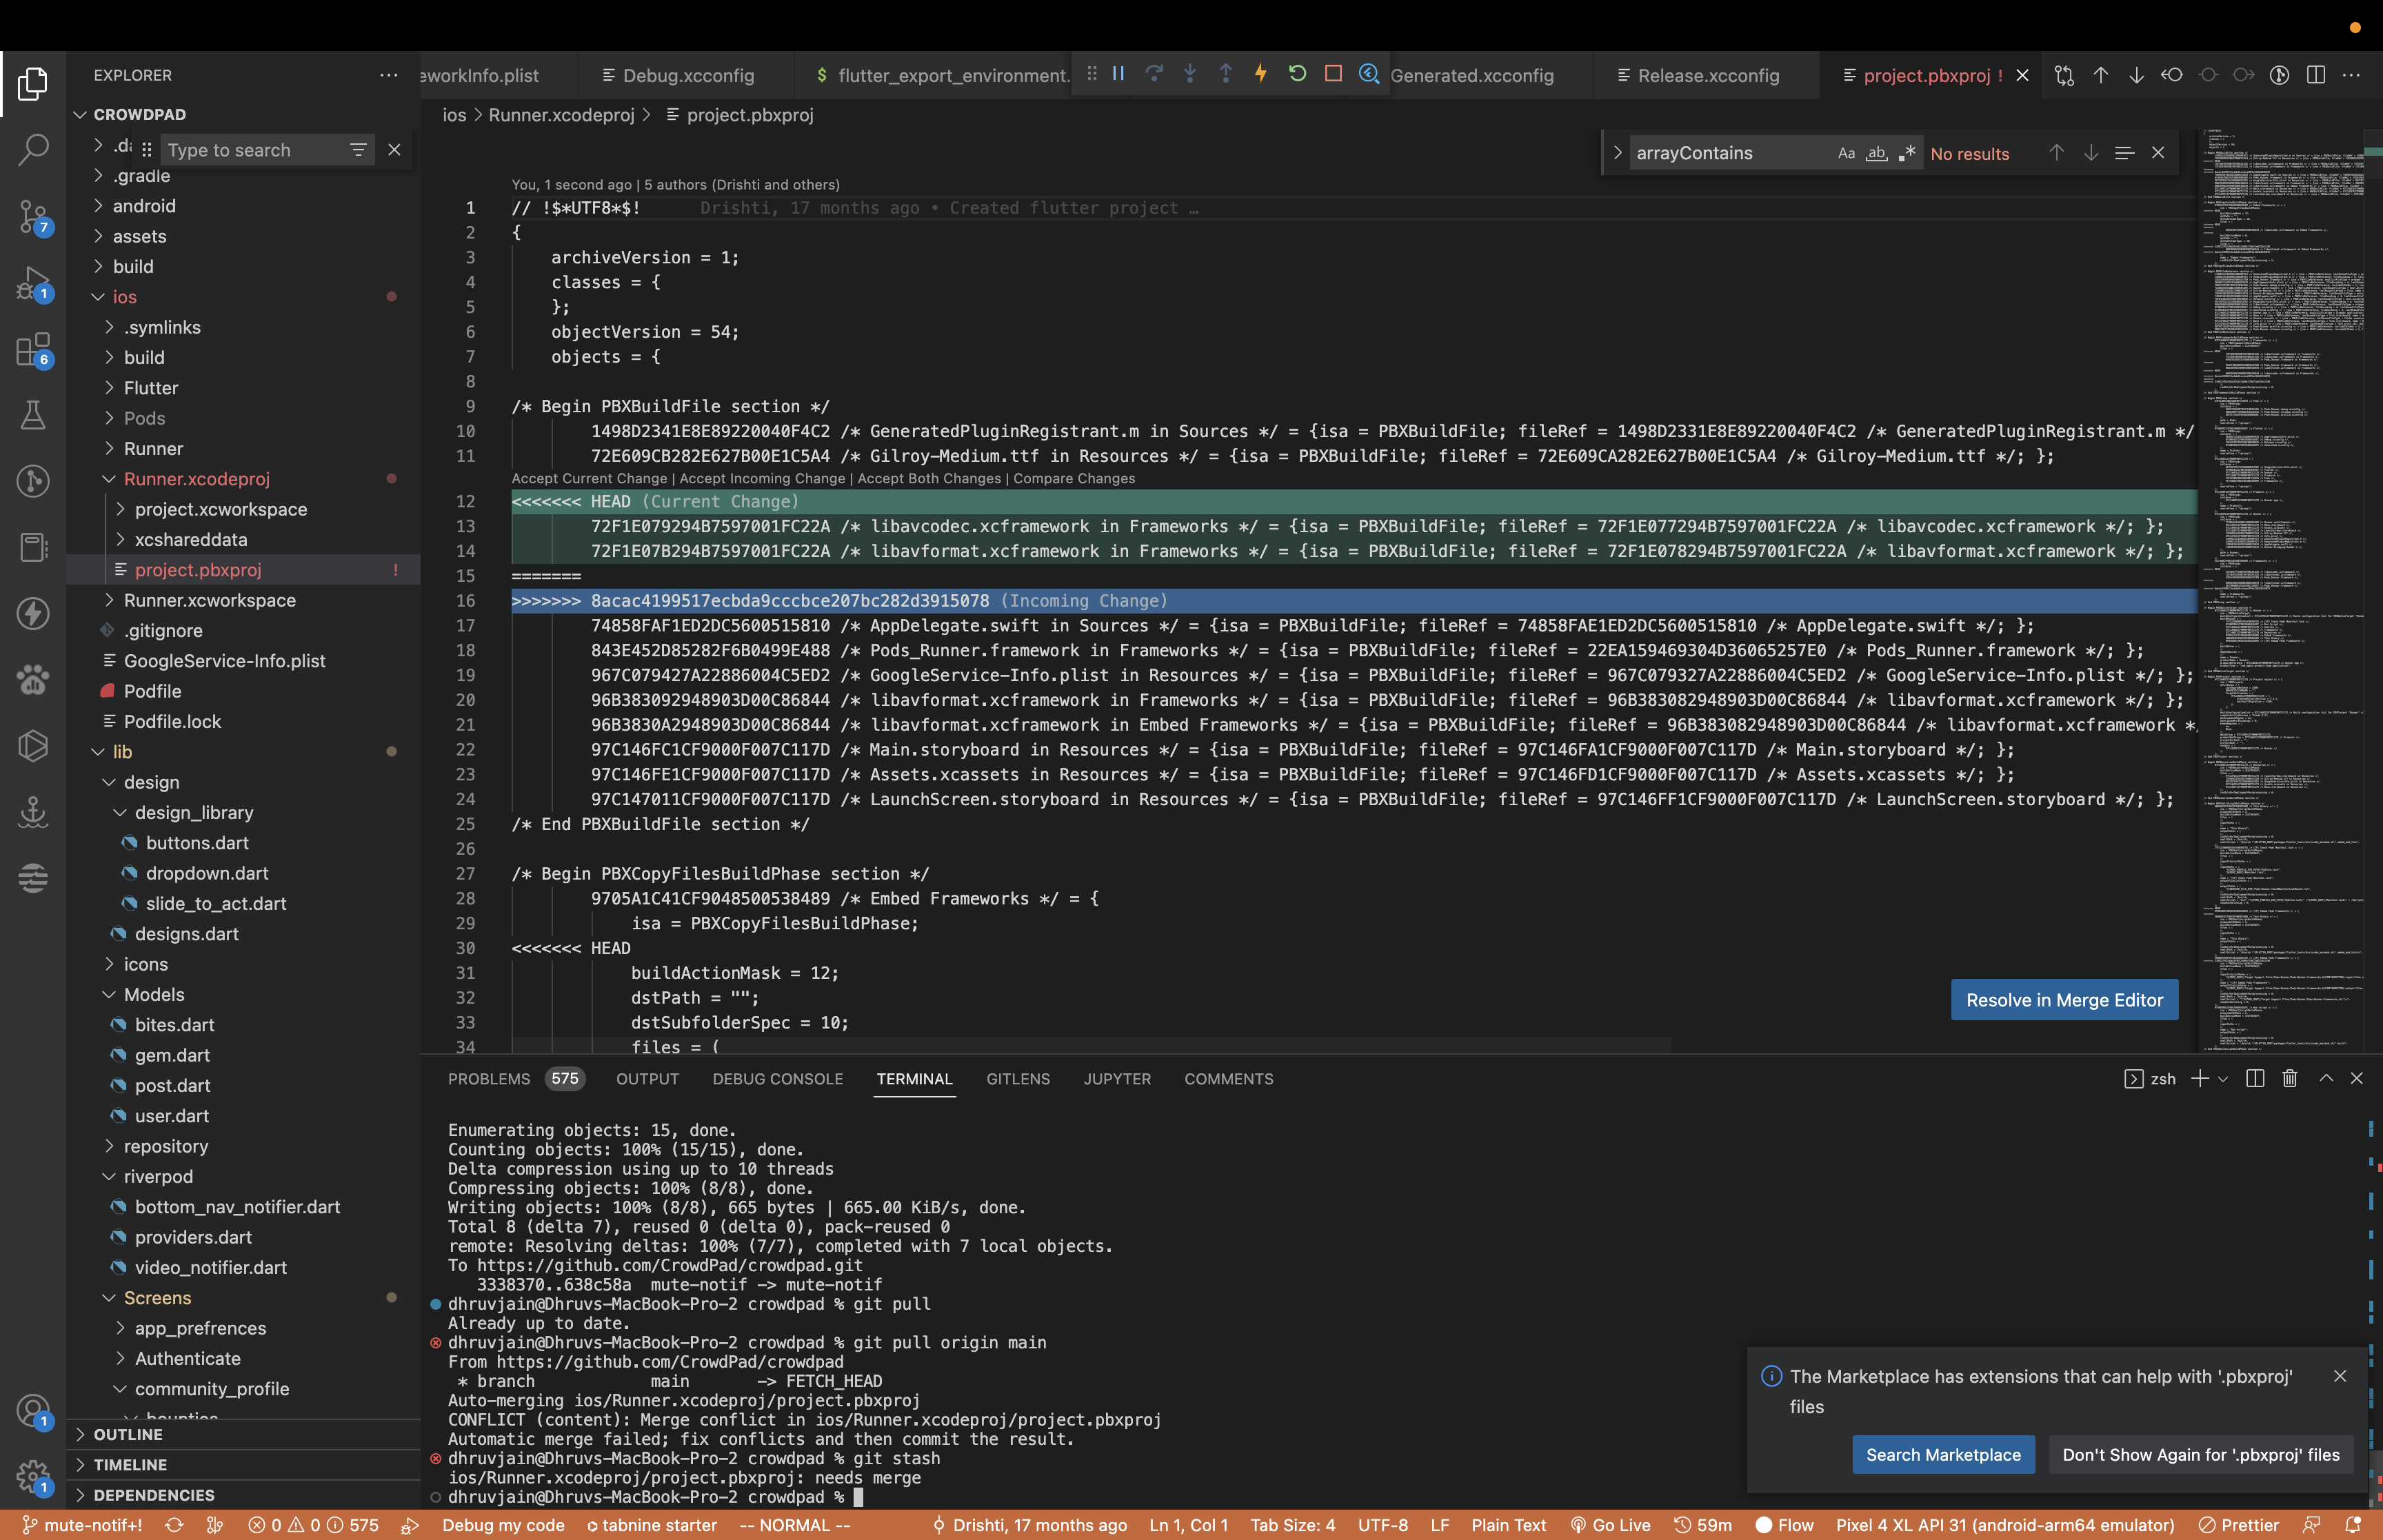 EXPLORER
CROWDPAD
Type to search
.gradle
android
assets
build
ios
.symlinks
build
Flutter
Pods
Runner
Runner.xcodeproj
project.xcworkspace
xcshareddata
project.pbxproj !
Runner.xcworkspace
.gitignore
GoogleService-Info.plist
Podfile
Podfile.lock
lib
design
design_library
buttons.dart
dropdown.dart
slide_to_act.dart
designs.dart
icons
Models
bites.dart
gem.dart
post.dart
user.dart
repository
riverpod
bottom_nav_notifier.dart
providers.dart
video_notifier.dart
Screens
app_prefrences
Authenticate
community_profile
OUTLINE
TIMELINE
DEPENDENCIES
7
1
6
1
1
eworkInfo.plist Debug.xcconfig $ flutter_export_environment. Generated.xcconfig Release.xcconfig project.pbxproj !
ios > Runner.xcodeproj > project.pbxproj
arrayContains Aa ab No results
You, 1 second ago | 5 authors (Drishti and others)
1 // !$*UTF8*$! Drishti, 17 months ago • Created flutter project …
2 {
3 archiveVersion = 1;
4 classes = {
5 };
6 objectVersion = 54;
7 objects = {
8
9 /* Begin PBXBuildFile section */
10 1498D2341E8E89220040F4C2 /* GeneratedPluginRegistrant.m in Sources */ = {isa = PBXBuildFile; fileRef = 1498D2331E8E89220040F4C2 /* GeneratedPluginRegistrant.m */
11 72E609CB282E627B00E1C5A4 /* Gilroy-Medium.ttf in Resources */ = {isa = PBXBuildFile; fileRef = 72E609CA282E627B00E1C5A4 /* Gilroy-Medium.ttf */; };
Accept Current Change | Accept Incoming Change | Accept Both Changes | Compare Changes
12 <<<<<<< HEAD (Current Change)
13 72F1E079294B7597001FC22A /* libavcodec.xcframework in Frameworks */ = {isa = PBXBuildFile; fileRef = 72F1E077294B7597001FC22A /* libavcodec.xcframework */; };
14 72F1E07B294B7597001FC22A /* libavformat.xcframework in Frameworks */ = {isa = PBXBuildFile; fileRef = 72F1E078294B7597001FC22A /* libavformat.xcframework */; };
15 =======
16 >>>>>>> 8acac4199517ecbda9cccbce207bc282d3915078 (Incoming Change)
17 74858FAF1ED2DC5600515810 /* AppDelegate.swift in Sources */ = {isa = PBXBuildFile; fileRef = 74858FAE1ED2DC5600515810 /* AppDelegate.swift */; };
18 843E452D85282F6B0499E488 /* Pods_Runner.framework in Frameworks */ = {isa = PBXBuildFile; fileRef = 22EA159469304D36065257E0 /* Pods_Runner.framework */; };
19 967C079427A22886004C5ED2 /* GoogleService-Info.plist in Resources */ = {isa = PBXBuildFile; fileRef = 967C079327A22886004C5ED2 /* GoogleService-Info.plist */; };
20 96B383092948903D00C86844 /* libavformat.xcframework in Frameworks */ = {isa = PBXBuildFile; fileRef = 96B383082948903D00C86844 /* libavformat.xcframework */; };
21 96B3830A2948903D00C86844 /* libavformat.xcframework in Embed Frameworks */ = {isa = PBXBuildFile; fileRef = 96B383082948903D00C86844 /* libavformat.xcframework *
22 97C146FC1CF9000F007C117D /* Main.storyboard in Resources */ = {isa = PBXBuildFile; fileRef = 97C146FA1CF9000F007C117D /* Main.storyboard */; };
23 97C146FE1CF9000F007C117D /* Assets.xcassets in Resources */ = {isa = PBXBuildFile; fileRef = 97C146FD1CF9000F007C117D /* Assets.xcassets */; };
24 97C147011CF9000F007C117D /* LaunchScreen.storyboard in Resources */ = {isa = PBXBuildFile; fileRef = 97C146FF1CF9000F007C117D /* LaunchScreen.storyboard */; };
25 /* End PBXBuildFile section */
26
27 /* Begin PBXCopyFilesBuildPhase section */
28 9705A1C41CF9048500538489 /* Embed Frameworks */ = {
29 isa = PBXCopyFilesBuildPhase;
30 <<<<<<< HEAD
31 buildActionMask = 12;
32 dstPath = "";
33 dstSubfolderSpec = 10;
34 files = (
Resolve in Merge Editor
PROBLEMS 575 OUTPUT DEBUG CONSOLE TERMINAL GITLENS JUPYTER COMMENTS zsh
Enumerating objects: 15, done.
Counting objects: 100% (15/15), done.
Delta compression using up to 10 threads
Compressing objects: 100% (8/8), done.
Writing objects: 100% (8/8), 665 bytes | 665.00 KiB/s, done.
Total 8 (delta 7), reused 0 (delta 0), pack-reused 0
remote: Resolving deltas: 100% (7/7), completed with 7 local objects.
To https://github.com/CrowdPad/crowdpad.git
3338370..638c58a mute-notif -> mute-notif
dhruvjain@Dhruvs-MacBook-Pro-2 crowdpad % git pull
Already up to date.
dhruvjain@Dhruvs-MacBook-Pro-2 crowdpad % git pull origin main
From https://github.com/CrowdPad/crowdpad
* branch main -> FETCH_HEAD
Auto-merging ios/Runner.xcodeproj/project.pbxproj
CONFLICT (content): Merge conflict in ios/Runner.xcodeproj/project.pbxproj
Automatic merge failed; fix conflicts and then commit the result.
dhruvjain@Dhruvs-MacBook-Pro-2 crowdpad % git stash
ios/Runner.xcodeproj/project.pbxproj: needs merge
dhruvjain@Dhruvs-MacBook-Pro-2 crowdpad %
The Marketplace has extensions that can help with '.pbxproj'
files
Search Marketplace Don't Show Again for '.pbxproj' files
mute-notif+! 0 0 575 Debug my code tabnine starter -- NORMAL -- Drishti, 17 months ago Ln 1, Col 1 Tab Size: 4 UTF-8 LF Plain Text Go Live 59m Flow Pixel 4 XL API 31 (android-arm64 emulator) Prettier